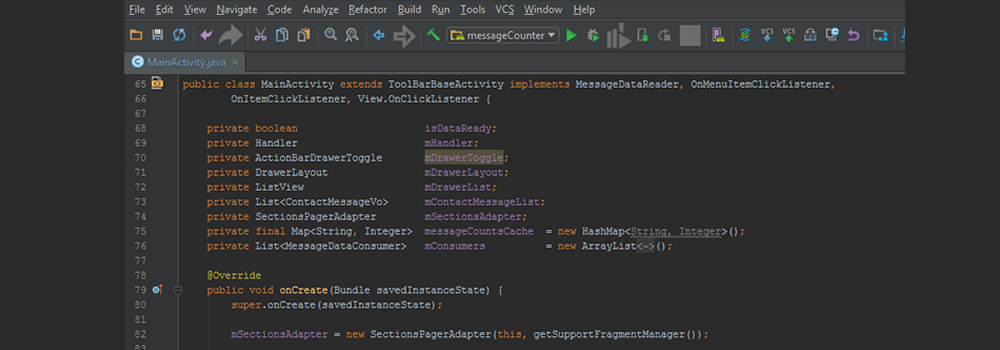 File Edit View Navigate Code Analyze Refactor Build Run Tools VCS Window Help
messageCounter VCS VCS
MainActivity.java
65 public class MainActivity extends ToolBarBaseActivity implements MessageDataReader, OnMenuItemClickListener,
66 OnItemClickListener, View.OnClickListener {
67
68 private boolean isDataReady;
69 private Handler mHandler;
70 private ActionBarDrawerToggle mDrawerToggle;
71 private DrawerLayout mDrawerLayout;
72 private ListView mDrawerList;
73 private List<ContactMessageVo> mContactMessageList;
74 private SectionsPagerAdapter mSectionsAdapter;
75 private final Map<String, Integer> messageCountsCache = new HashMap<String, Integer>();
76 private List<MessageDataConsumer> mConsumers = new ArrayList<~>();
77
78 @Override
79 public void onCreate(Bundle savedInstanceState) {
80 super.onCreate(savedInstanceState);
81
82 mSectionsAdapter = new SectionsPagerAdapter(this, getSupportFragmentManager());
83